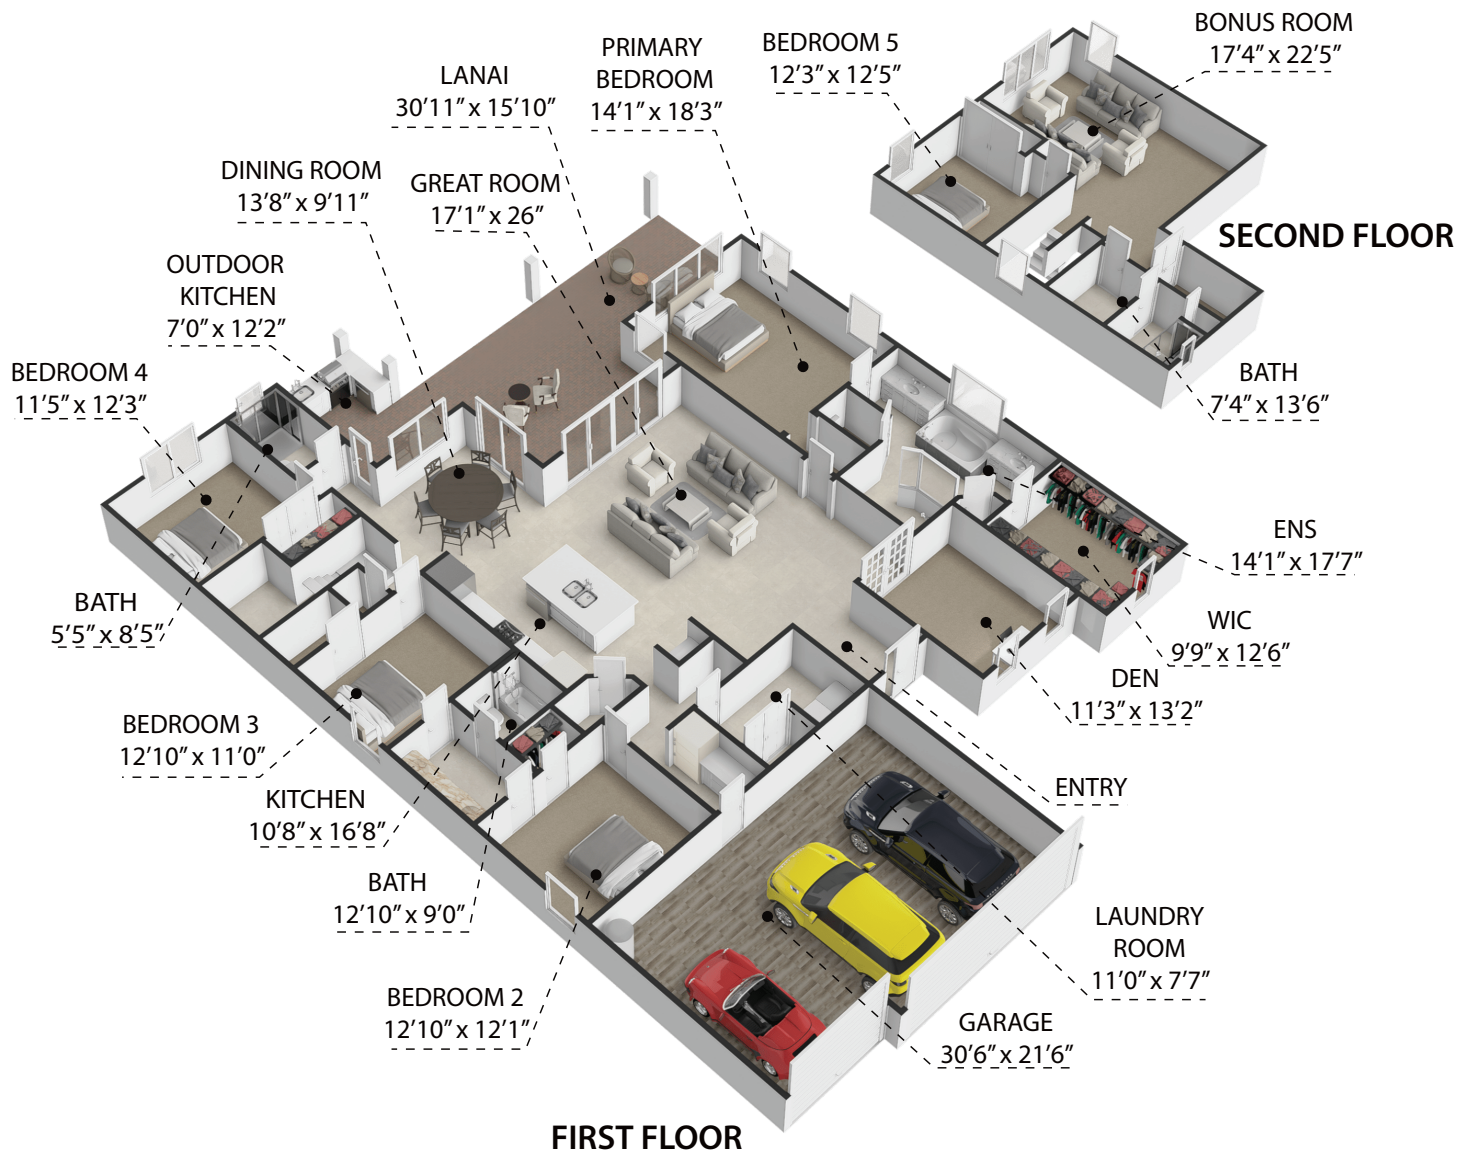 BONUS ROOM
17’4” x 22’5”
BEDROOM 5
12’3” x 12’5”
PRIMARY
BEDROOM
14’1” x 18’3”
LANAI
30’11” x 15’10”
DINING ROOM
13’8” x 9’11”
GREAT ROOM
17’1” x 26”
SECOND FLOOR
OUTDOOR
KITCHEN
7’0” x 12’2”
BEDROOM 4
11’5” x 12’3”
BATH
7’4” x 13’6”
ENS
14’1” x 17’7”
BATH
5’5” x 8’5”
WIC
9’9” x 12’6”
DEN
11’3” x 13’2”
BEDROOM 3
12’10” x 11’0”
ENTRY
KITCHEN
10’8” x 16’8”
BATH
12’10” x 9’0”
LAUNDRY
ROOM
11’0” x 7’7”
BEDROOM 2
12’10” x 12’1”
GARAGE
30’6” x 21’6”
FIRST FLOOR